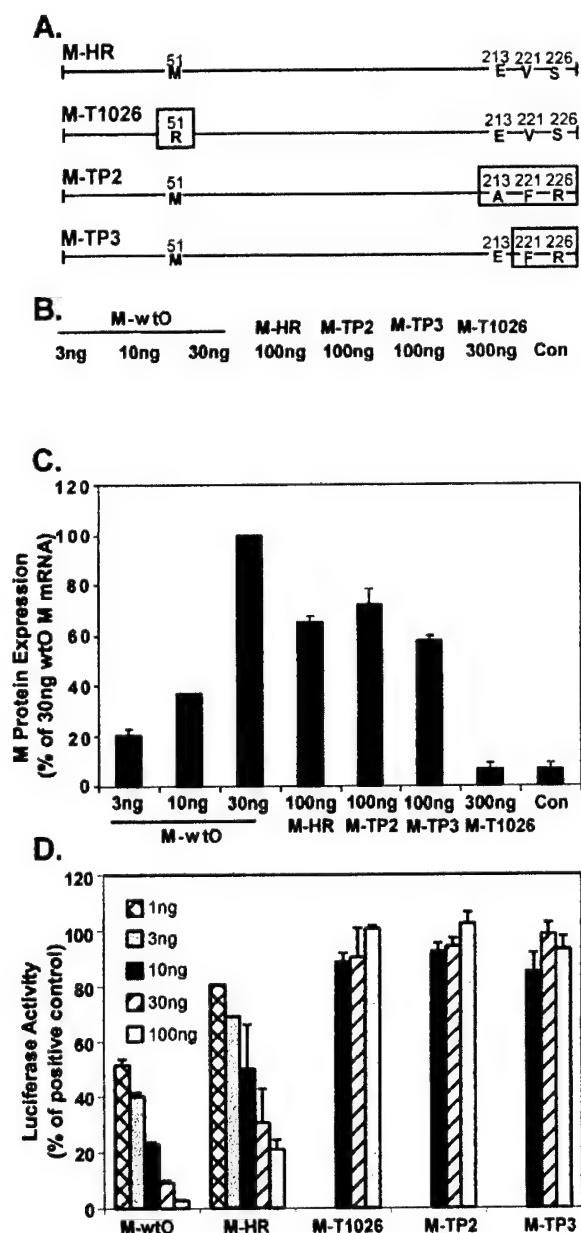 A.
M-HR
51
M
213 221 226
E V S
M-T1026
51
R
213 221 226
E V S
M-TP2
51
M
213 221 226
A F R
M-TP3
51
M
213 221 226
E F R
B.
M-wtO M-HR M-TP2 M-TP3 M-T1026
3ng 10ng 30ng 100ng 100ng 100ng 300ng Con
C.
M Protein Expression
(% of 30ng wtO M mRNA)
120
100
80
60
40
20
0
3ng 10ng 30ng 100ng 100ng 100ng 300ng Con
M-wtO M-HR M-TP2 M-TP3 M-T1026
D.
Luciferase Activity
(% of positive control)
120
100
80
60
40
20
0
1ng
3ng
10ng
30ng
100ng
M-wtO M-HR M-T1026 M-TP2 M-TP3